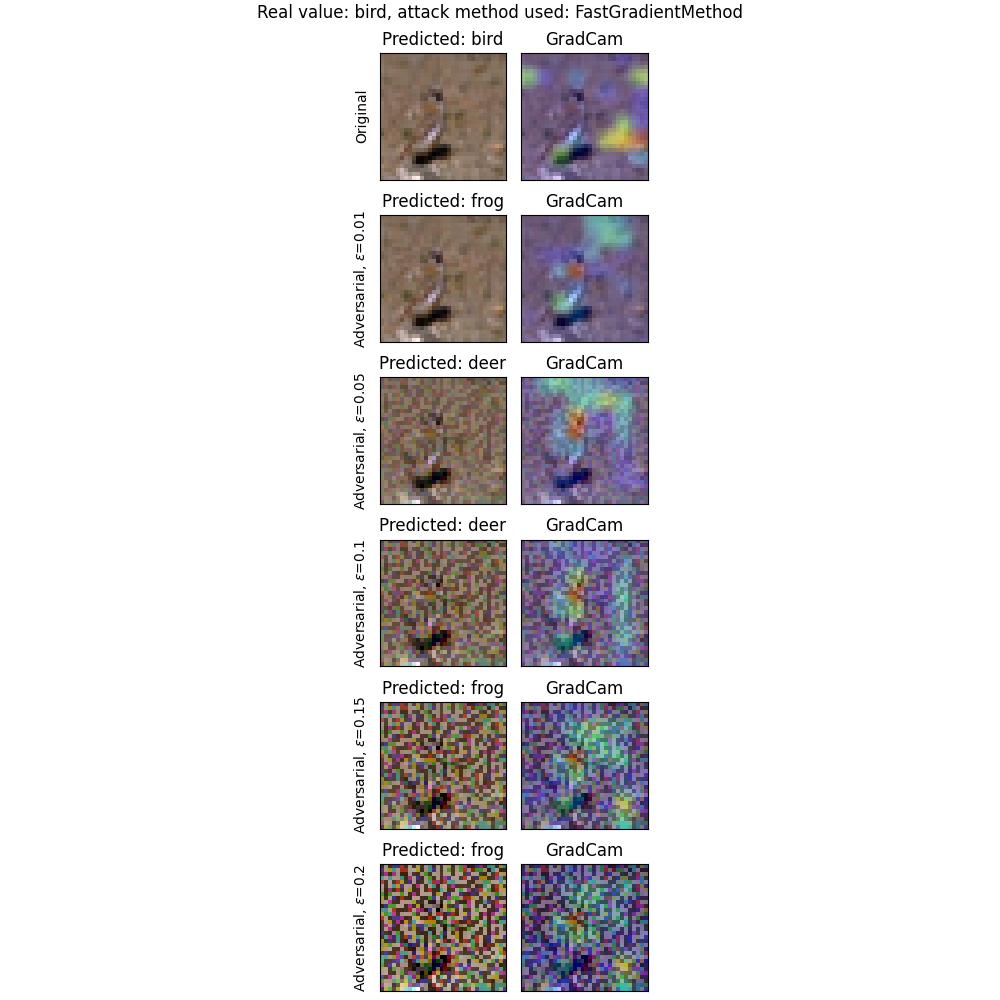 Real value: bird, attack method used: FastGradientMethod
Predicted: bird
GradCam
Original
Predicted: frog
GradCam
Adversarial, ε=0.01
Predicted: deer
GradCam
Adversarial, ε=0.05
Predicted: deer
GradCam
Adversarial, ε=0.1
Predicted: frog
GradCam
Adversarial, ε=0.15
Predicted: frog
GradCam
Adversarial, ε=0.2